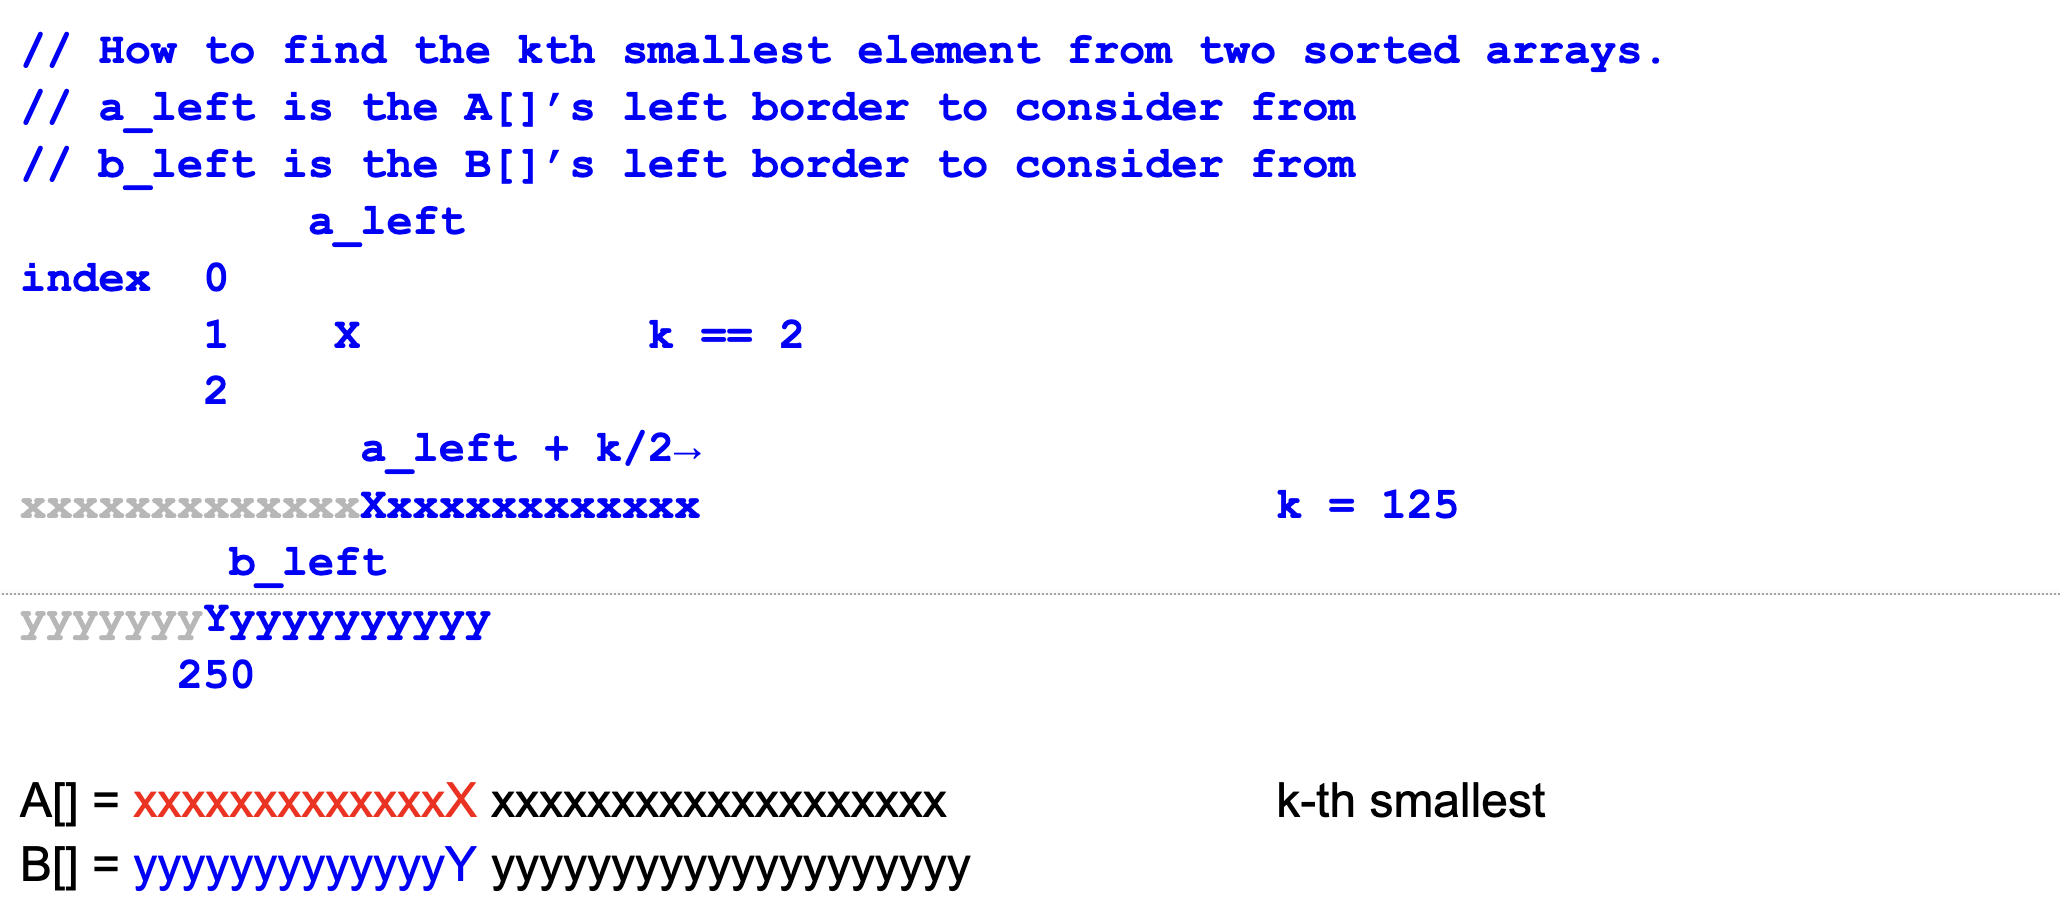 // How to find the kth smallest element from two sorted arrays.
// a_left is the A[]’s left border to consider from
// b_left is the B[]’s left border to consider from
a_left
index 0
1 X k == 2
2
a_left + k/2→
xxxxxxxxxxxxxXxxxxxxxxxxxx k = 125
b_left
yyyyyyyYyyyyyyyyyy
250
A[] = xxxxxxxxxxxxxX xxxxxxxxxxxxxxxxxxx k-th smallest
B[] = yyyyyyyyyyyyyY yyyyyyyyyyyyyyyyyyyy